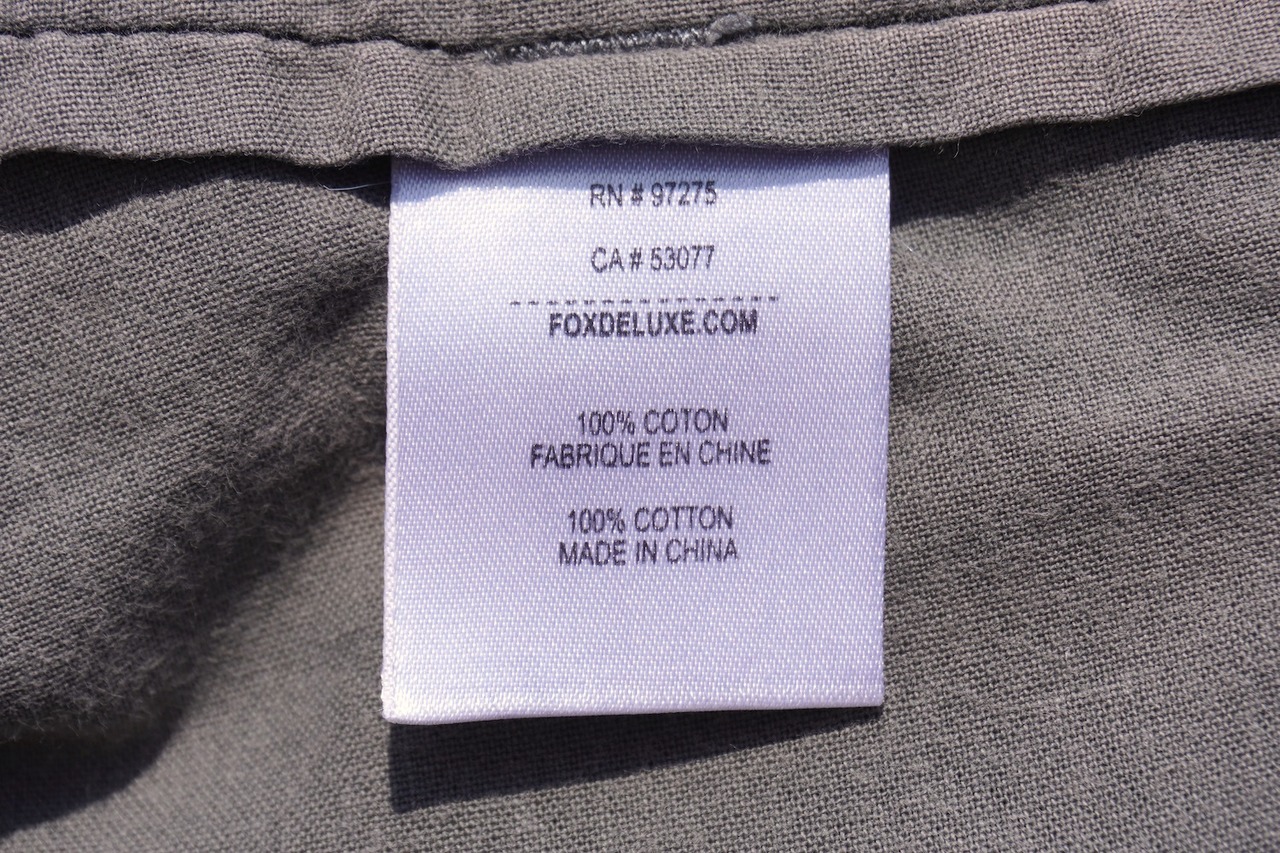 RN # 97275
CA # 53077
---------------
FOXDELUXE.COM
100% COTON
FABRIQUE EN CHINE
100% COTTON
MADE IN CHINA